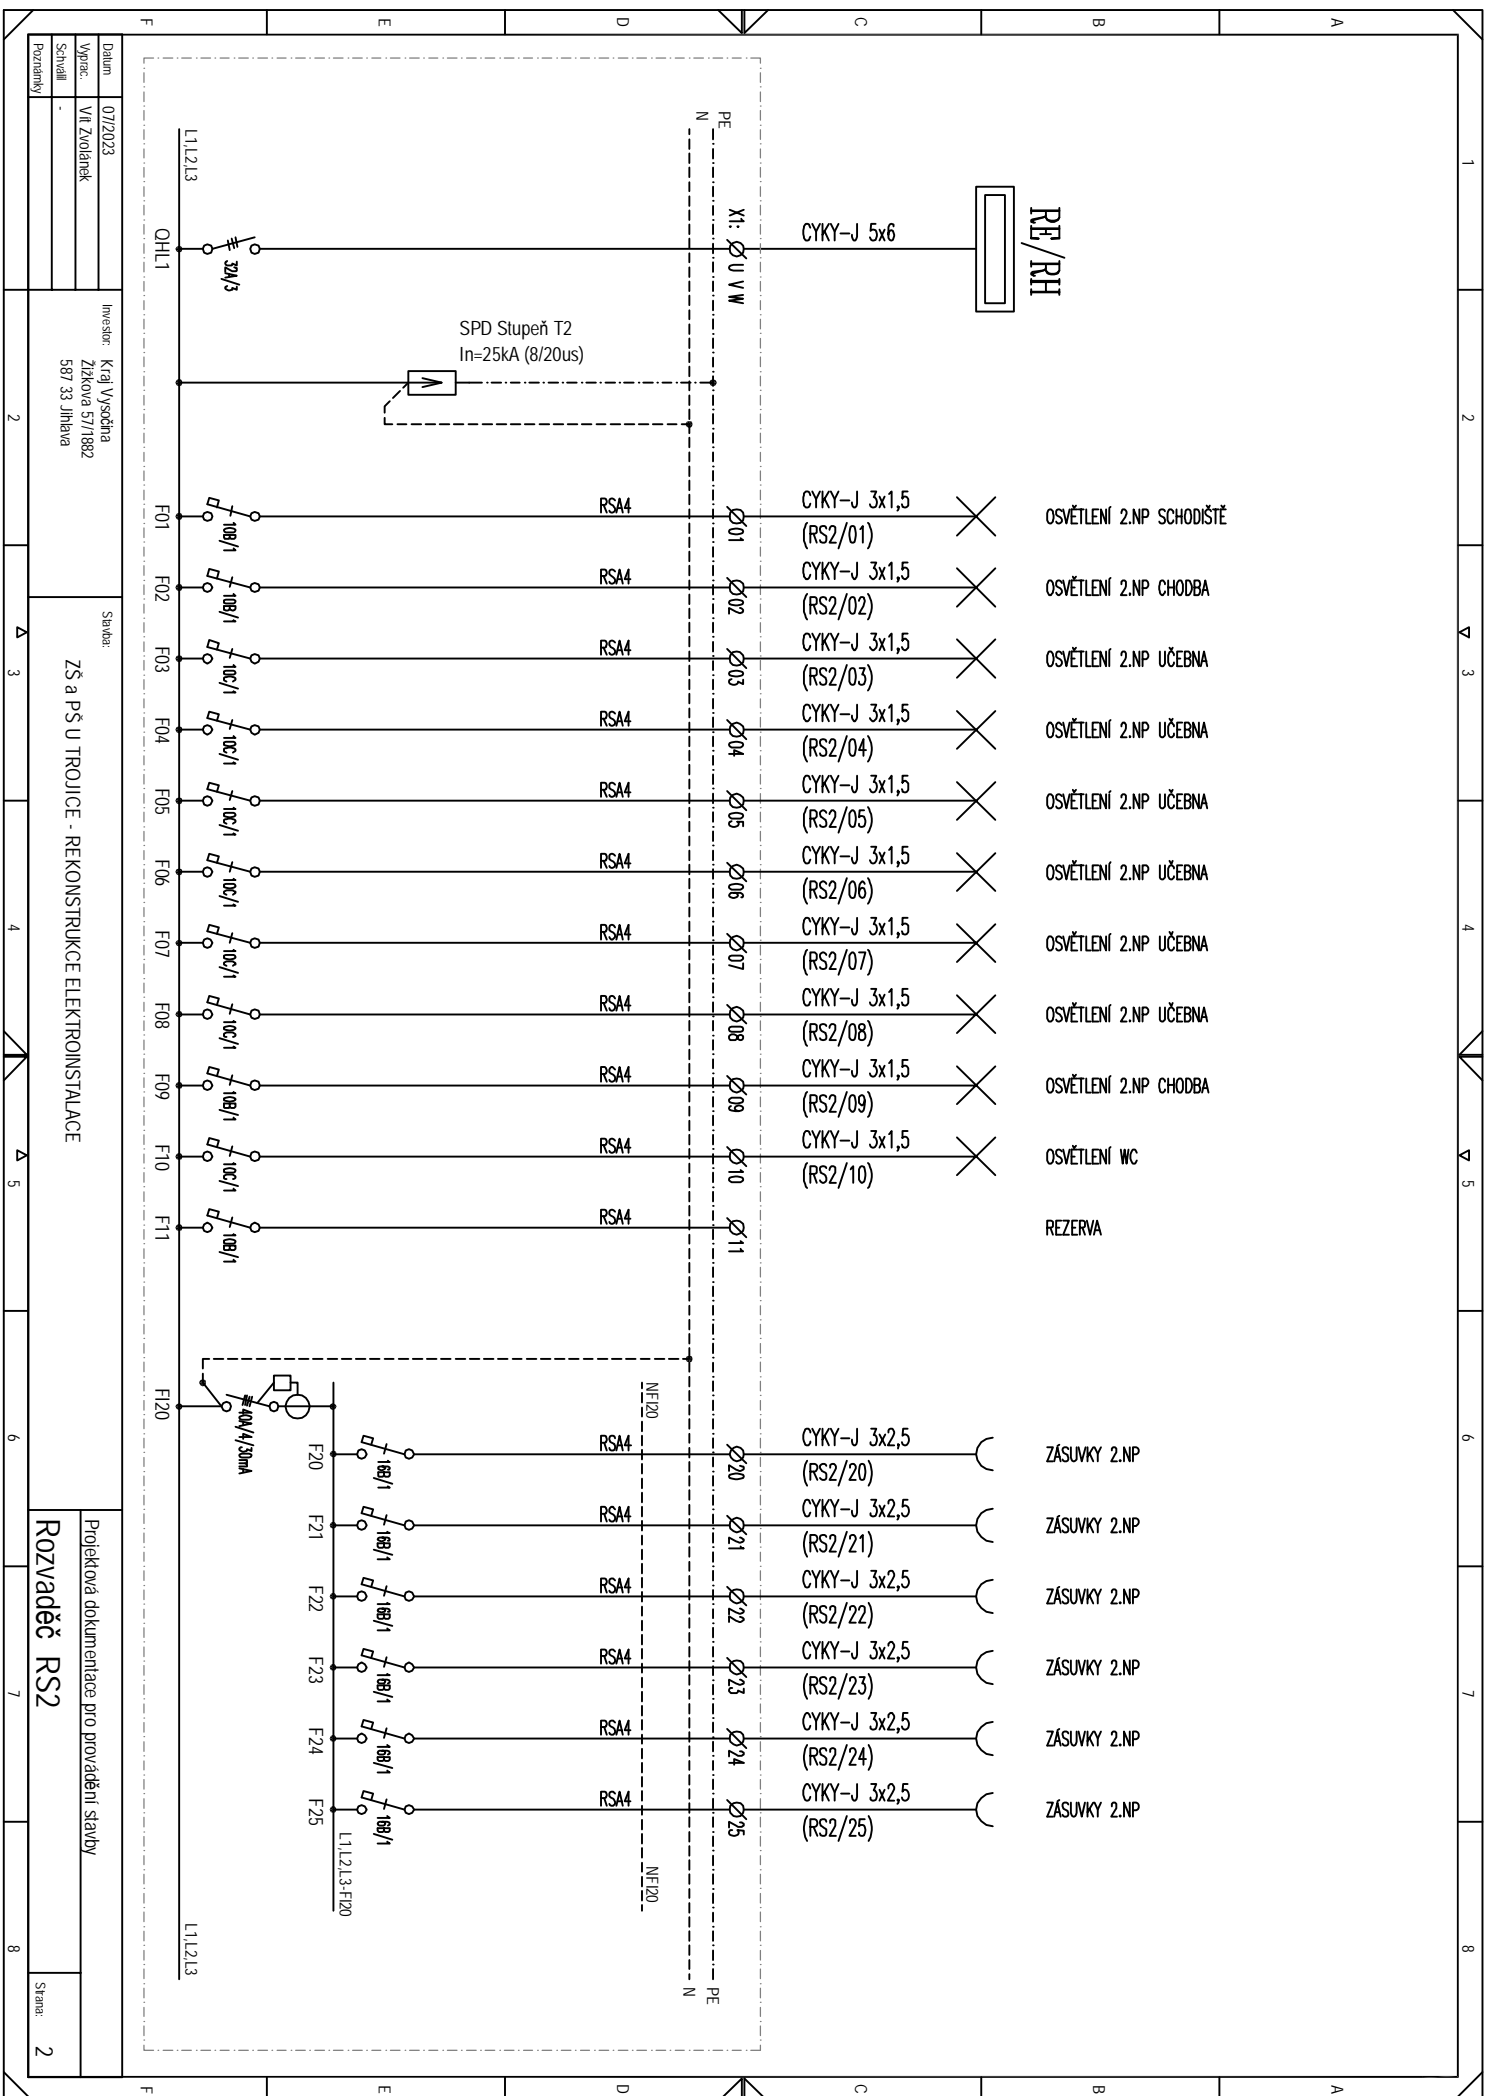 RE/RH
CYKY-J 5x6
PE
N
X1:
U V W
L1,L2,L3
QHL1
32A/3
SPD Stupeň T2
In=25kA (8/20us)
F01
10B/1
RSA4
01
CYKY-J 3x1,5
(RS2/01)
OSVĚTLENÍ 2.NP SCHODIŠTĚ
F02
10B/1
RSA4
02
CYKY-J 3x1,5
(RS2/02)
OSVĚTLENÍ 2.NP CHODBA
F03
10C/1
RSA4
03
CYKY-J 3x1,5
(RS2/03)
OSVĚTLENÍ 2.NP UČEBNA
F04
10C/1
RSA4
04
CYKY-J 3x1,5
(RS2/04)
OSVĚTLENÍ 2.NP UČEBNA
F05
10C/1
RSA4
05
CYKY-J 3x1,5
(RS2/05)
OSVĚTLENÍ 2.NP UČEBNA
F06
10C/1
RSA4
06
CYKY-J 3x1,5
(RS2/06)
OSVĚTLENÍ 2.NP UČEBNA
F07
10C/1
RSA4
07
CYKY-J 3x1,5
(RS2/07)
OSVĚTLENÍ 2.NP UČEBNA
F08
10C/1
RSA4
08
CYKY-J 3x1,5
(RS2/08)
OSVĚTLENÍ 2.NP UČEBNA
F09
10B/1
RSA4
09
CYKY-J 3x1,5
(RS2/09)
OSVĚTLENÍ 2.NP CHODBA
F10
10C/1
RSA4
10
CYKY-J 3x1,5
(RS2/10)
OSVĚTLENÍ WC
F11
10B/1
RSA4
11
REZERVA
FI20
40A/4/30mA
NFI20
F20
16B/1
RSA4
20
CYKY-J 3x2,5
(RS2/20)
ZÁSUVKY 2.NP
F21
16B/1
RSA4
21
CYKY-J 3x2,5
(RS2/21)
ZÁSUVKY 2.NP
F22
16B/1
RSA4
22
CYKY-J 3x2,5
(RS2/22)
ZÁSUVKY 2.NP
F23
16B/1
RSA4
23
CYKY-J 3x2,5
(RS2/23)
ZÁSUVKY 2.NP
F24
16B/1
RSA4
24
CYKY-J 3x2,5
(RS2/24)
ZÁSUVKY 2.NP
F25
16B/1
RSA4
25
CYKY-J 3x2,5
(RS2/25)
ZÁSUVKY 2.NP
L1,L2,L3-FI20
NFI20
L1,L2,L3
N
PE
Datum 07/2023
Vyprac. Vít Zvolánek
Schválil -
Poznámky
Investor: Kraj Vysočina
Žižkova 57/1882
587 33 Jihlava
Stavba:
ZŠ a PŠ U TROJICE - REKONSTRUKCE ELEKTROINSTALACE
Projektová dokumentace pro provádění stavby
Rozvaděč RS2
Strana: 2
1 2 3 4 5 6 7 8
1 2 3 4 5 6 7 8
A B C D E F
A B C D E F